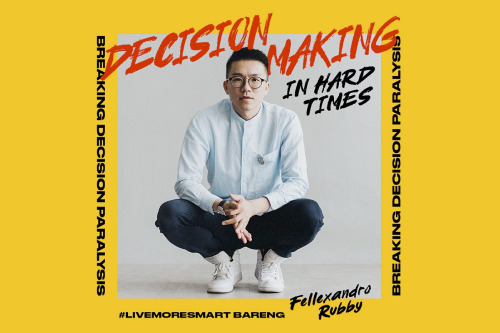 DECISION
MAKING
IN HARD
TIMES
BREAKING DECISION PARALYSIS
BREAKING DECISION PARALYSIS
#LIVEMORESMART BARENG
Fellexandro
Rubby